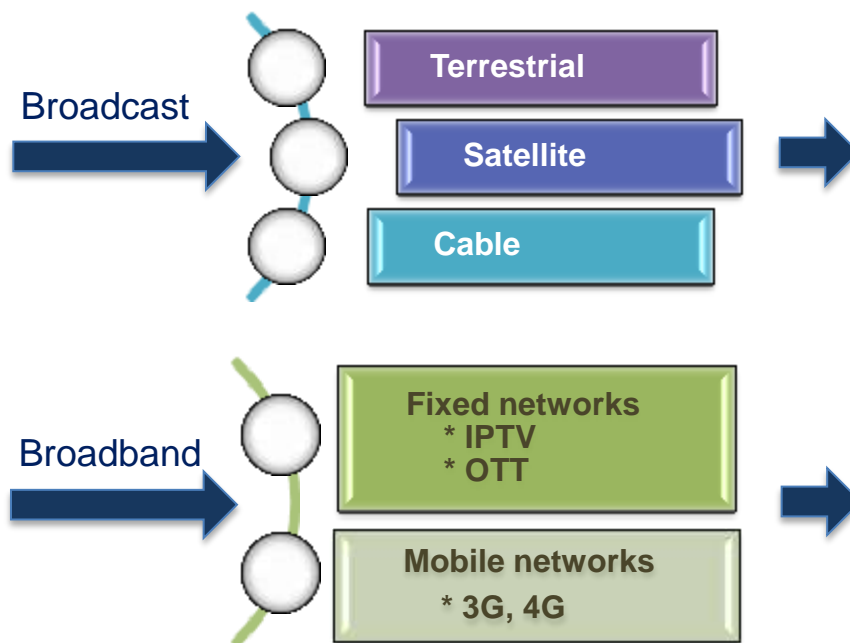 Broadcast
Terrestrial
Satellite
Cable
Broadband
Fixed networks
* IPTV
* OTT
Mobile networks
* 3G, 4G